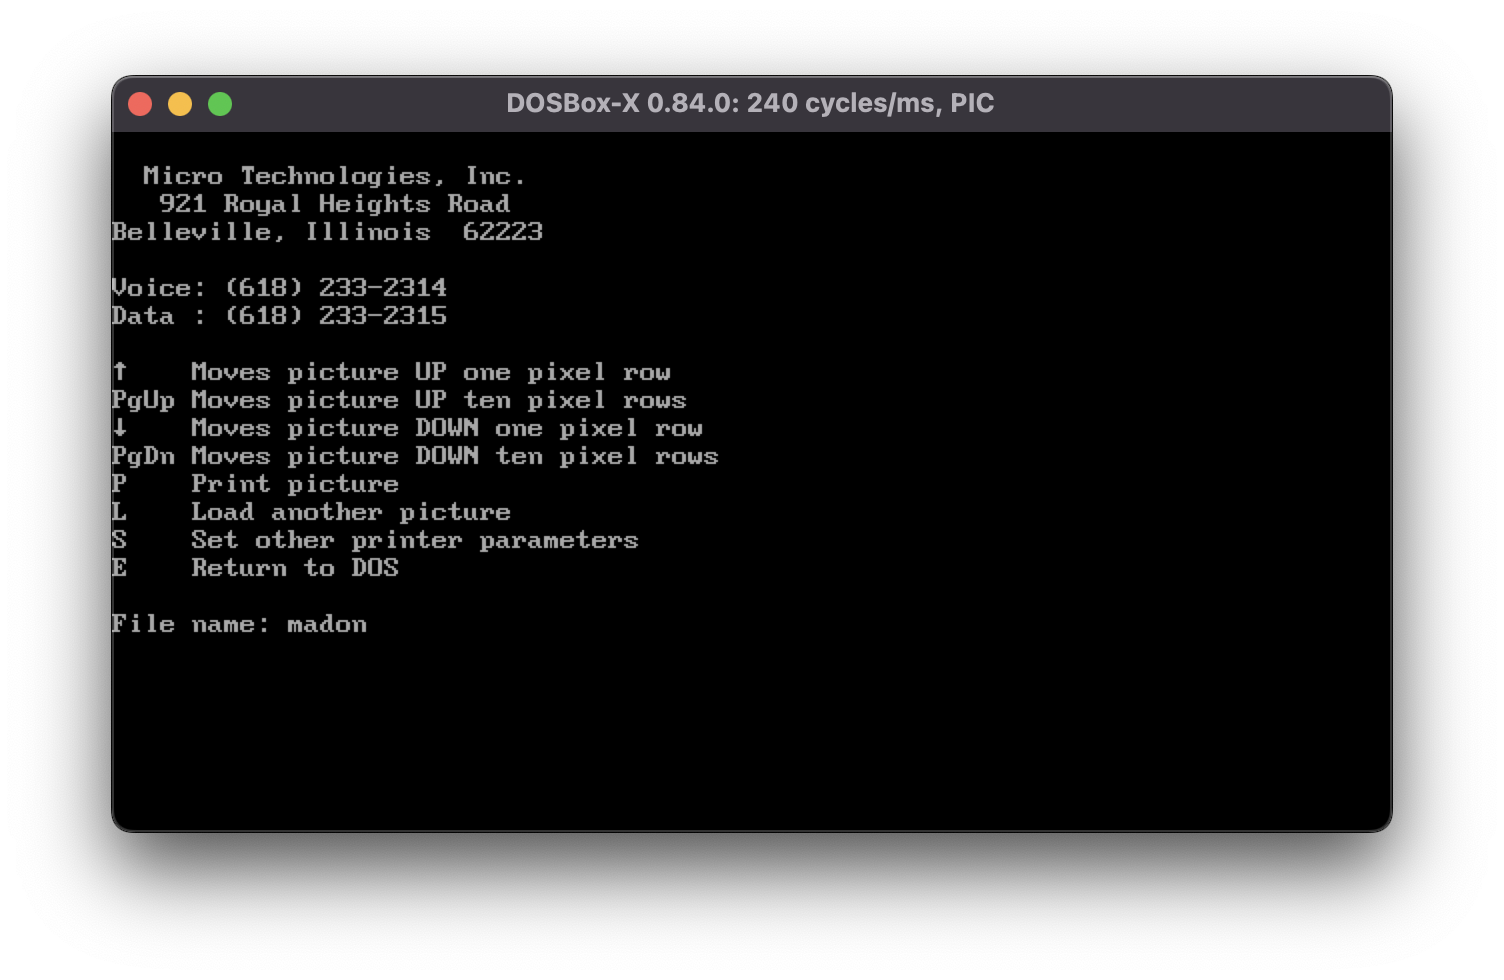 DOSBox-X 0.84.0: 240 cycles/ms, PIC
Micro Technologies, Inc.
921 Royal Heights Road
Belleville, Illinois  62223
Voice: (618) 233-2314
Data : (618) 233-2315
↑    Moves picture UP one pixel row
PgUp Moves picture UP ten pixel rows
↓    Moves picture DOWN one pixel row
PgDn Moves picture DOWN ten pixel rows
P    Print picture
L    Load another picture
S    Set other printer parameters
E    Return to DOS
File name: madon